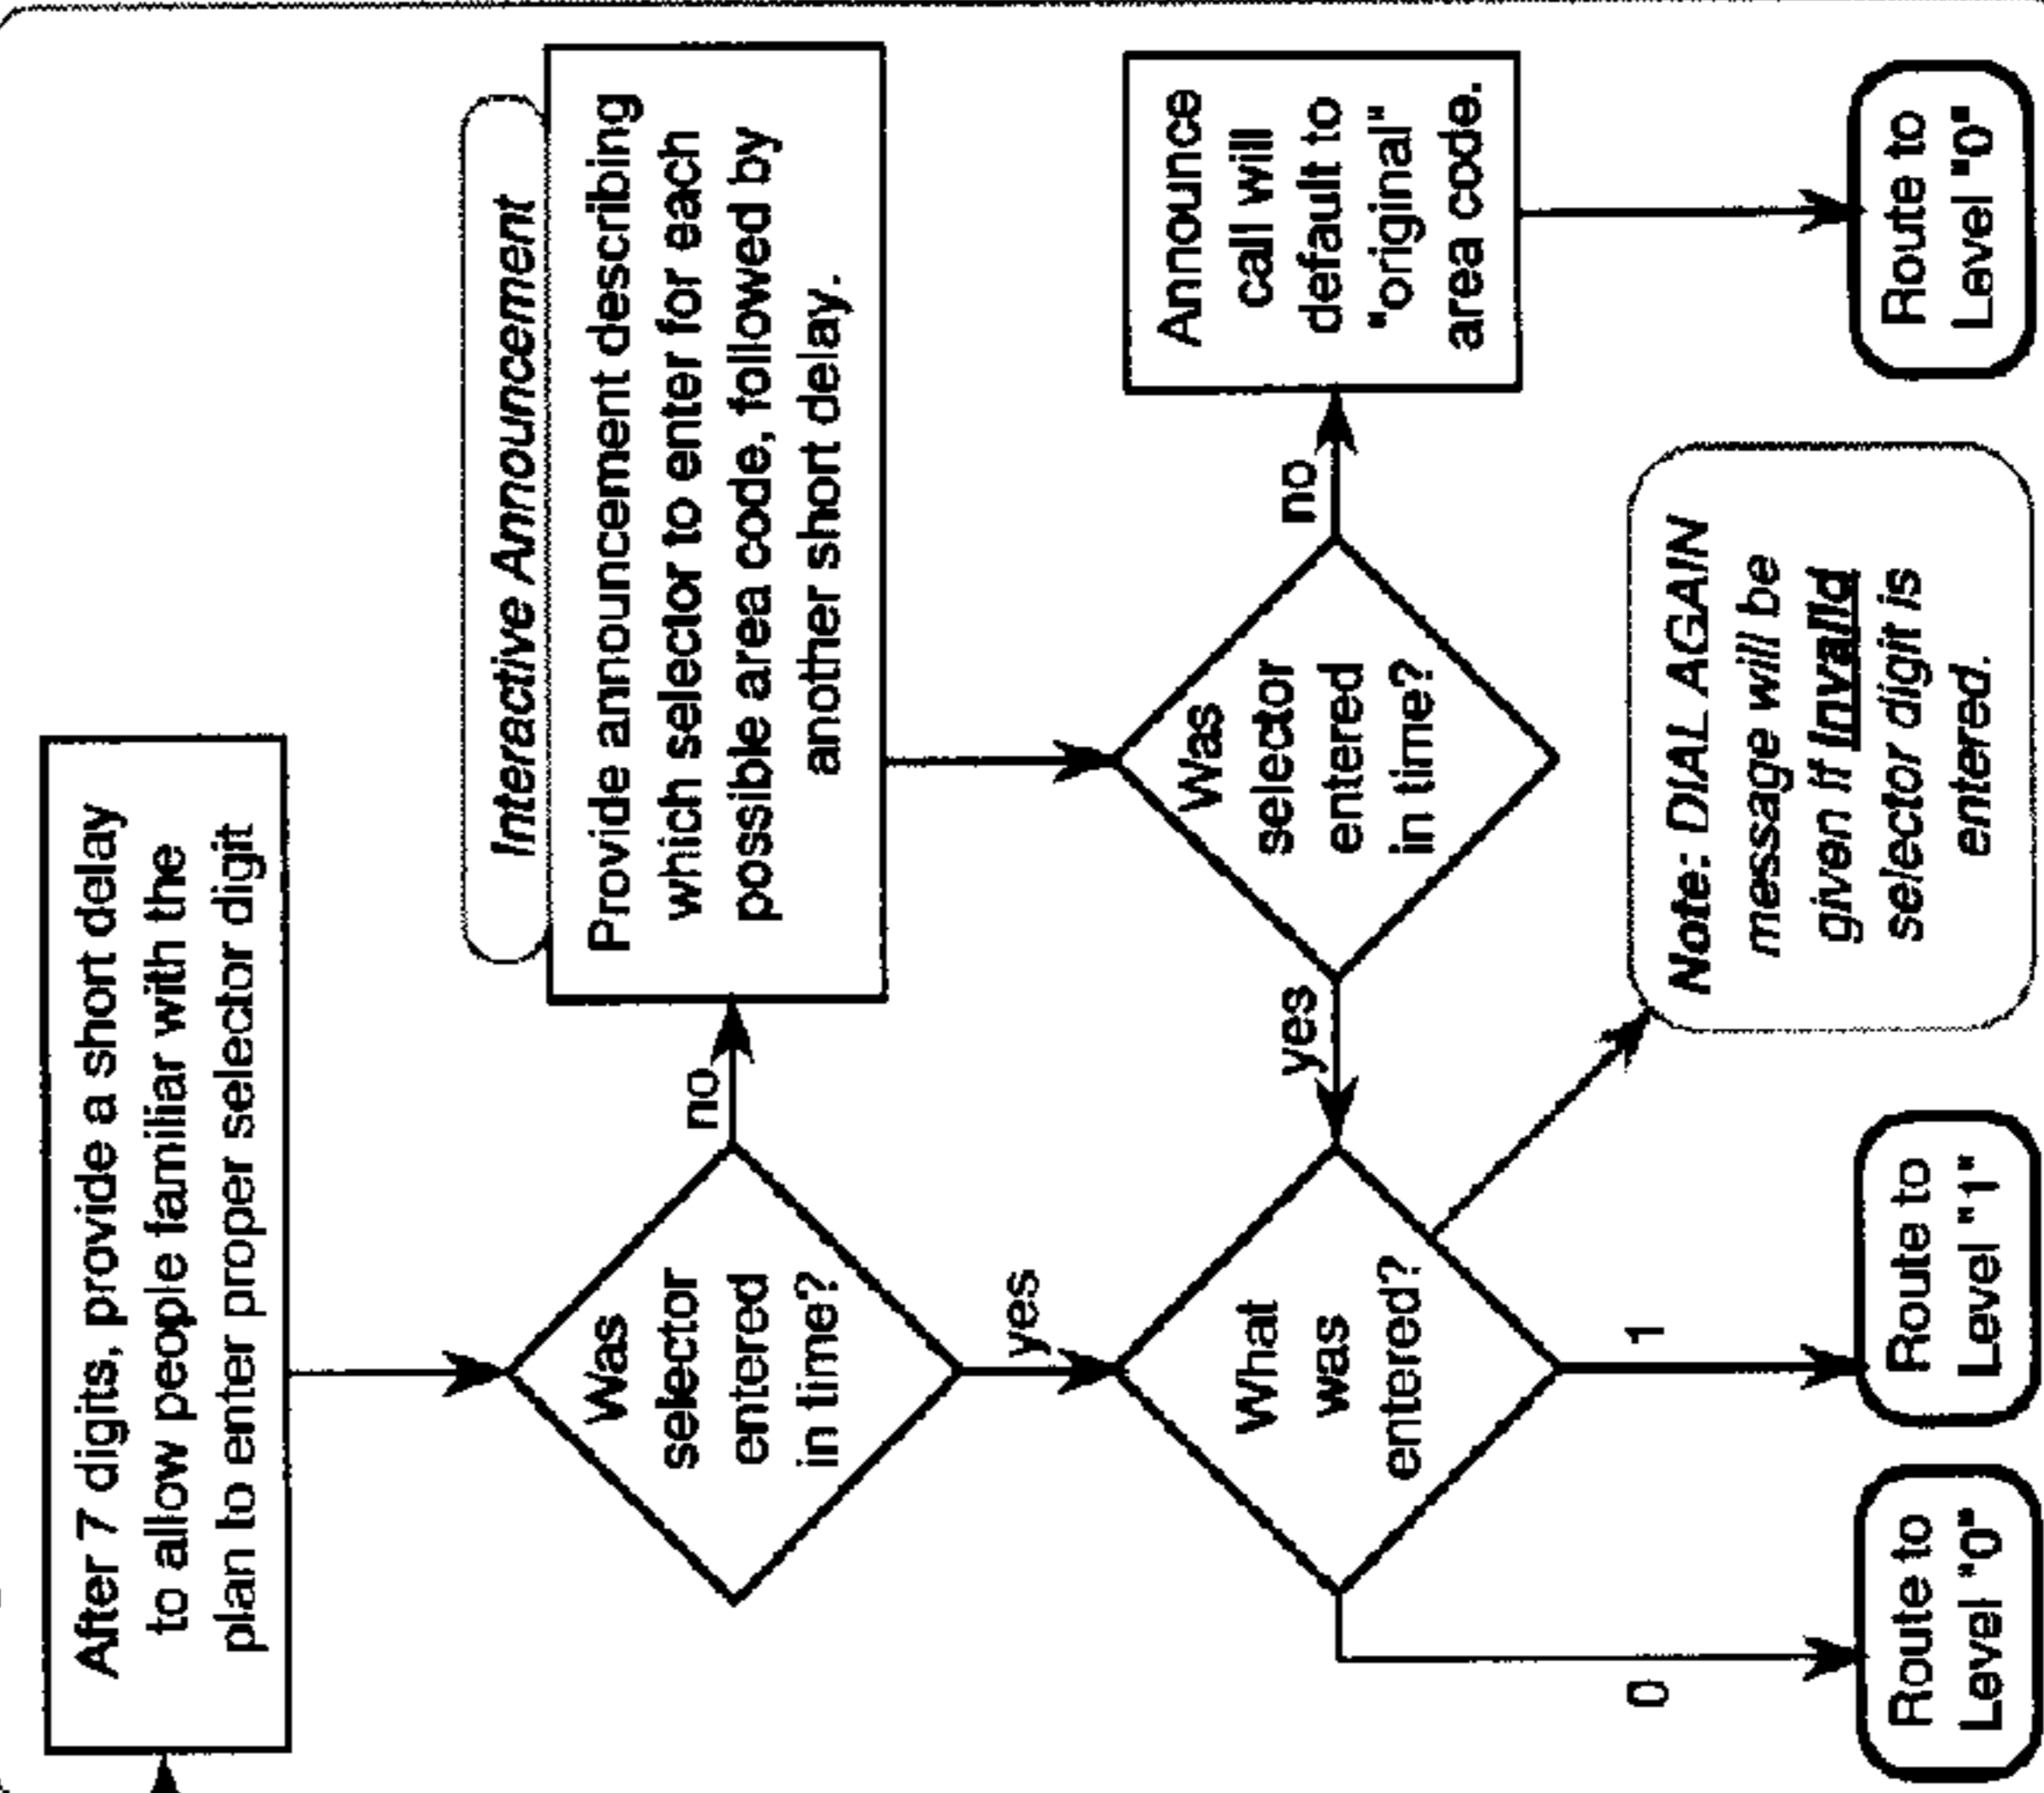 After 7 digits, provide a short delay
to allow people familiar with the
plan to enter proper selector digit
Was
selector
entered
in time?
no
yes
Interactive Announcement
Provide announcement describing
which selector to enter for each
possible area code, followed by
another short delay.
Was
selector
entered
in time?
yes
no
Announce
call will
default to
"original"
area code.
Route to
Level "0"
What
was
entered?
0
1
Route to
Level "0"
Route to
Level "1"
Note: DIAL AGAIN
message will be
given if invalid
selector digit is
entered.